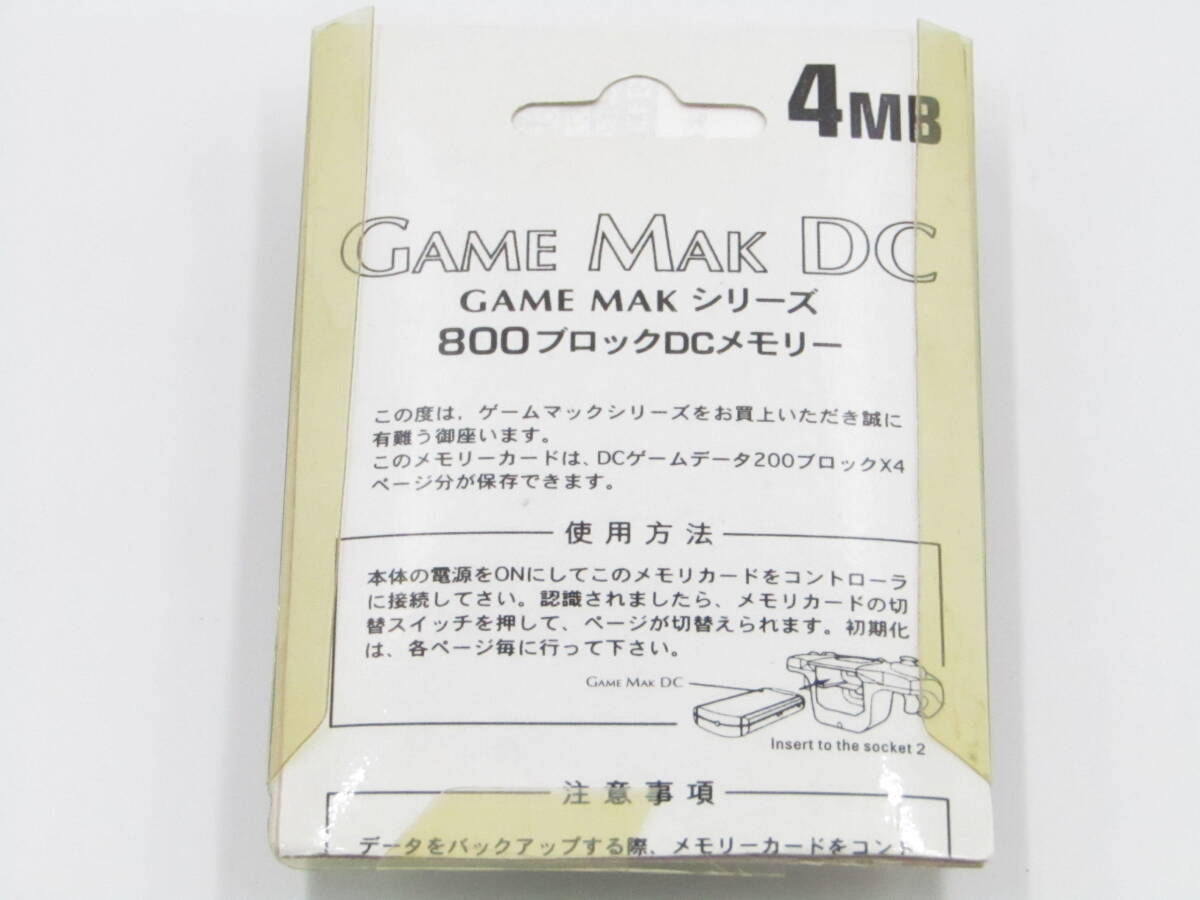 4MB
GAME MAK DC
GAME MAK シリーズ
800ブロックDCメモリー
この度は、ゲームマックシリーズをお買上いただき誠に
有難う御座います。
このメモリーカードは、DCゲームデータ200ブロックX4
ページ分が保存できます。
使用方法
本体の電源をONにしてこのメモリカードをコントローラ
に接続してさい。認識されましたら、メモリカードの切
替スイッチを押して、ページが切替えられます。初期化
は、各ページ毎に行って下さい。
GAME MAK DC
Insert to the socket 2
注意事項
データをバックアップする際、メモリーカードをコント